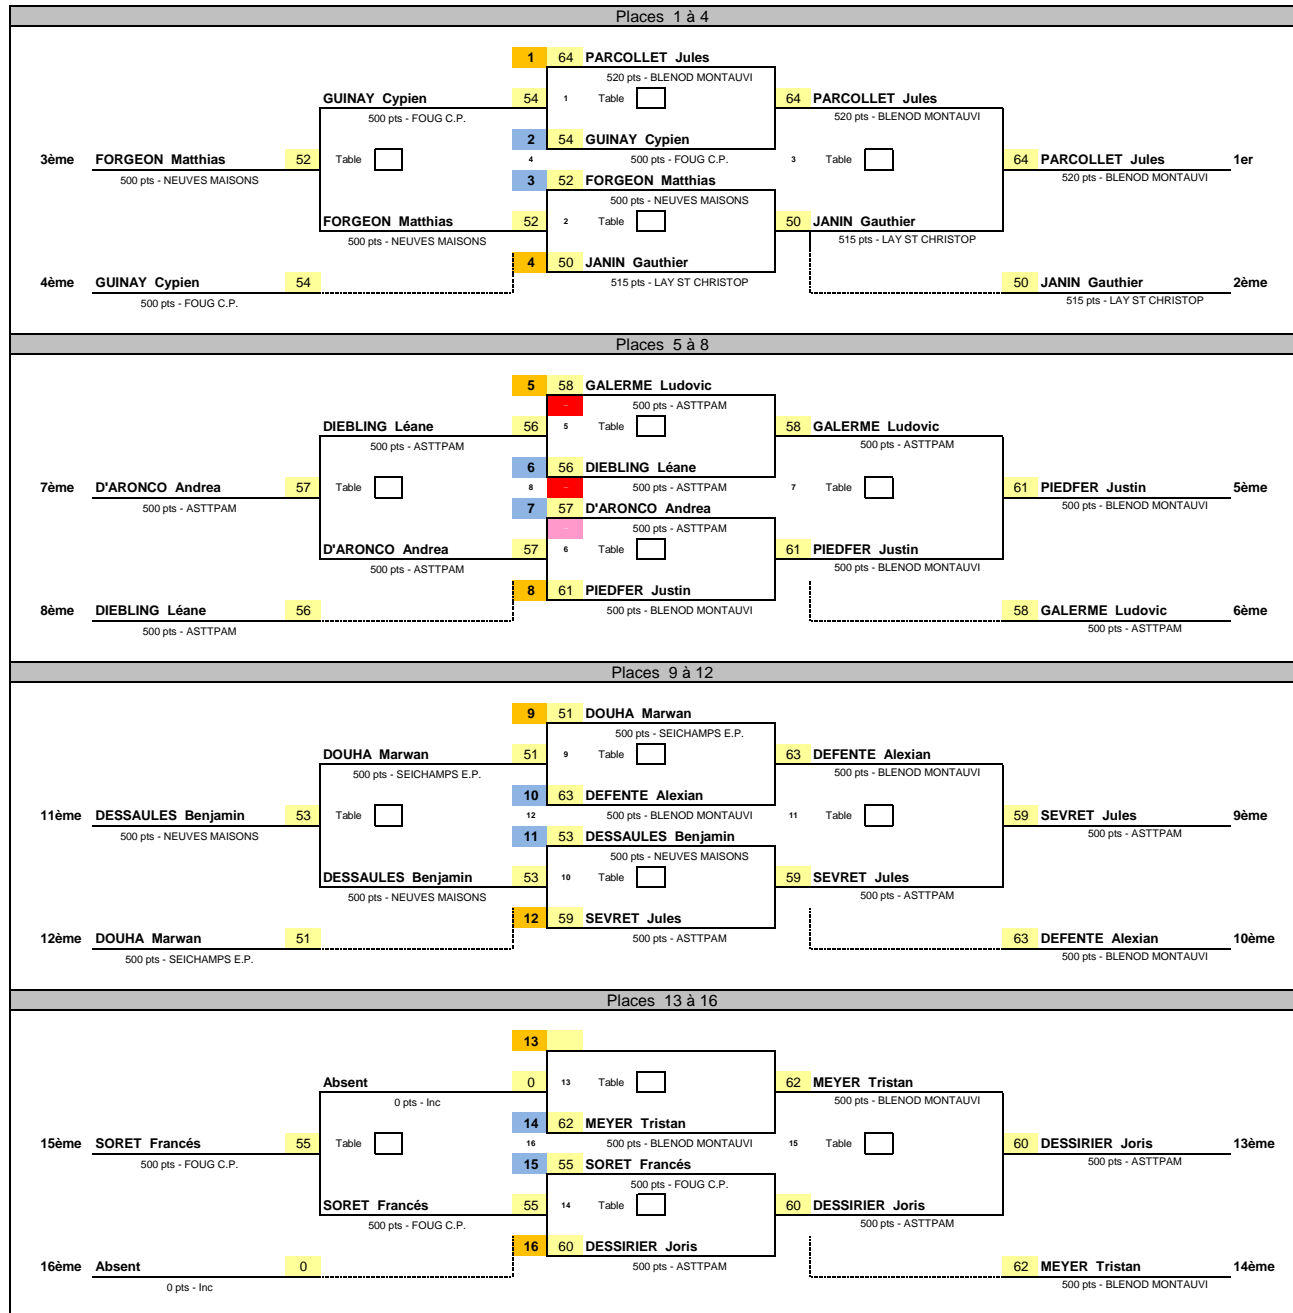 Places 1 à 4
1 64 PARCOLLET Jules
520 pts - BLENOD MONTAUVI
GUINAY Cypien 54 1 Table 64 PARCOLLET Jules
500 pts - FOUG C.P. 520 pts - BLENOD MONTAUVI
2 54 GUINAY Cypien
3ème FORGEON Matthias 52 Table 4 500 pts - FOUG C.P. 3 Table 64 PARCOLLET Jules 1er
500 pts - NEUVES MAISONS 3 52 FORGEON Matthias 520 pts - BLENOD MONTAUVI
500 pts - NEUVES MAISONS
FORGEON Matthias 52 2 Table 50 JANIN Gauthier
500 pts - NEUVES MAISONS 515 pts - LAY ST CHRISTOP
4 50 JANIN Gauthier
4ème GUINAY Cypien 54 515 pts - LAY ST CHRISTOP 50 JANIN Gauthier 2ème
500 pts - FOUG C.P. 515 pts - LAY ST CHRISTOP
Places 5 à 8
5 58 GALERME Ludovic
500 pts - ASTTPAM
DIEBLING Léane 56 5 Table 58 GALERME Ludovic
500 pts - ASTTPAM 500 pts - ASTTPAM
6 56 DIEBLING Léane
7ème D'ARONCO Andrea 57 Table 8 500 pts - ASTTPAM 7 Table 61 PIEDFER Justin 5ème
500 pts - ASTTPAM 7 57 D'ARONCO Andrea 500 pts - BLENOD MONTAUVI
500 pts - ASTTPAM
D'ARONCO Andrea 57 6 Table 61 PIEDFER Justin
500 pts - ASTTPAM 500 pts - BLENOD MONTAUVI
8 61 PIEDFER Justin
8ème DIEBLING Léane 56 500 pts - BLENOD MONTAUVI 58 GALERME Ludovic 6ème
500 pts - ASTTPAM 500 pts - ASTTPAM
Places 9 à 12
9 51 DOUHA Marwan
500 pts - SEICHAMPS E.P.
DOUHA Marwan 51 9 Table 63 DEFENTE Alexian
500 pts - SEICHAMPS E.P. 500 pts - BLENOD MONTAUVI
10 63 DEFENTE Alexian
11ème DESSAULES Benjamin 53 Table 12 500 pts - BLENOD MONTAUVI 11 Table 59 SEVRET Jules 9ème
500 pts - NEUVES MAISONS 11 53 DESSAULES Benjamin 500 pts - ASTTPAM
500 pts - NEUVES MAISONS
DESSAULES Benjamin 53 10 Table 59 SEVRET Jules
500 pts - NEUVES MAISONS 500 pts - ASTTPAM
12 59 SEVRET Jules
12ème DOUHA Marwan 51 500 pts - ASTTPAM 63 DEFENTE Alexian 10ème
500 pts - SEICHAMPS E.P. 500 pts - BLENOD MONTAUVI
Places 13 à 16
13
Absent 0 13 Table 62 MEYER Tristan
0 pts - Inc 500 pts - BLENOD MONTAUVI
14 62 MEYER Tristan
15ème SORET Francés 55 Table 16 500 pts - BLENOD MONTAUVI 15 Table 60 DESSIRIER Joris 13ème
500 pts - FOUG C.P. 15 55 SORET Francés 500 pts - ASTTPAM
500 pts - FOUG C.P.
SORET Francés 55 14 Table 60 DESSIRIER Joris
500 pts - FOUG C.P. 500 pts - ASTTPAM
16 60 DESSIRIER Joris
16ème Absent 0 500 pts - ASTTPAM 62 MEYER Tristan 14ème
0 pts - Inc 500 pts - BLENOD MONTAUVI